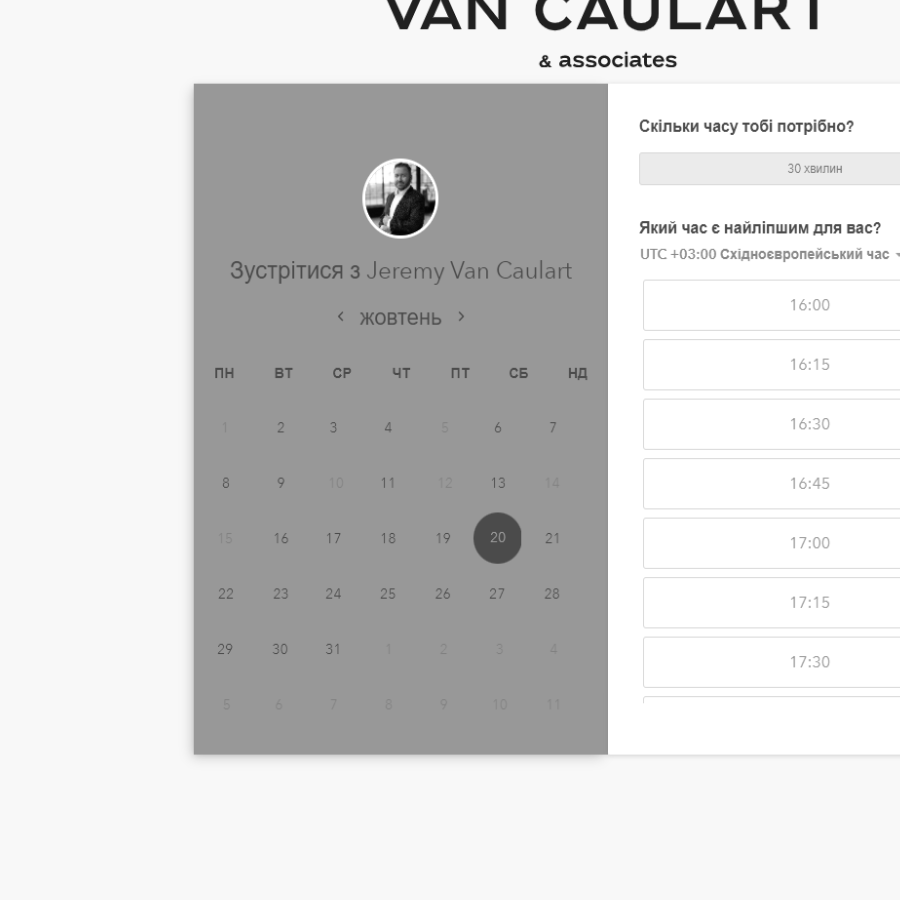 VAN CAULART
& associates
Зустрітися з Jeremy Van Caulart
‹ жовтень ›
ПН ВТ СР ЧТ ПТ СБ НД
1 2 3 4 5 6 7
8 9 10 11 12 13 14
15 16 17 18 19 20 21
22 23 24 25 26 27 28
29 30 31 1 2 3 4
5 6 7 8 9 10 11
Скільки часу тобі потрібно?
30 хвилин
Який час є найліпшим для вас?
UTC +03:00 Східноєвропейський час
16:00
16:15
16:30
16:45
17:00
17:15
17:30